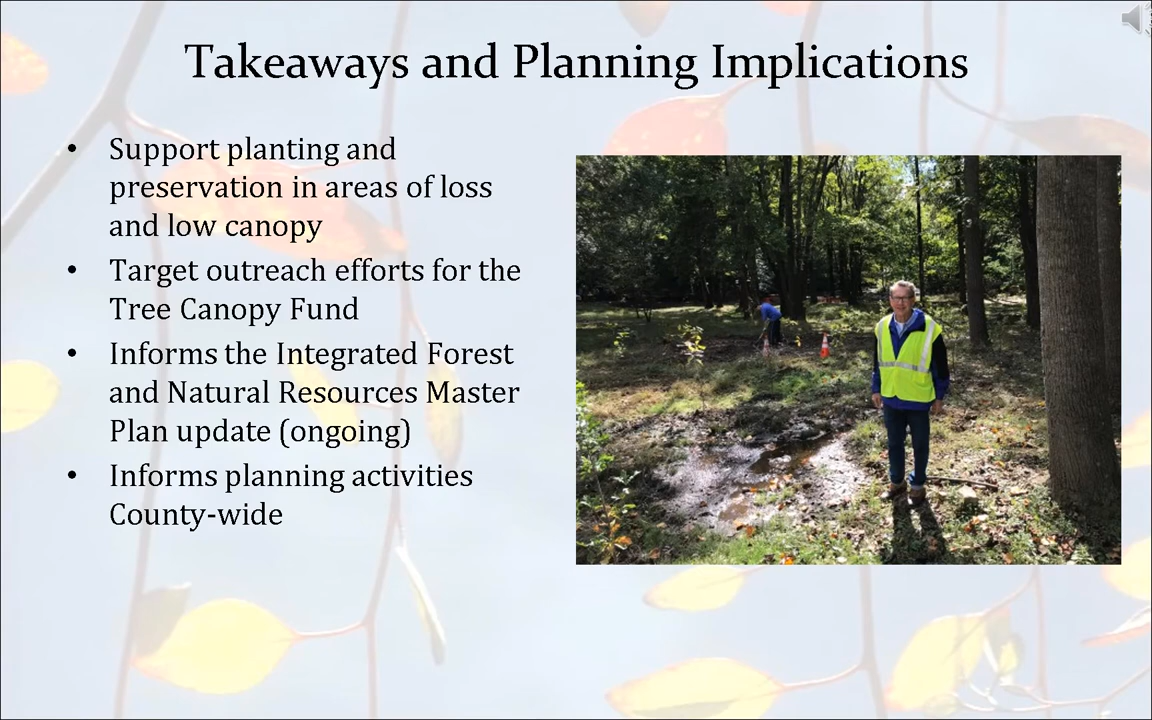 Takeaways and Planning Implications
• Support planting and
preservation in areas of loss
and low canopy
• Target outreach efforts for the
Tree Canopy Fund
• Informs the Integrated Forest
and Natural Resources Master
Plan update (ongoing)
• Informs planning activities
County-wide